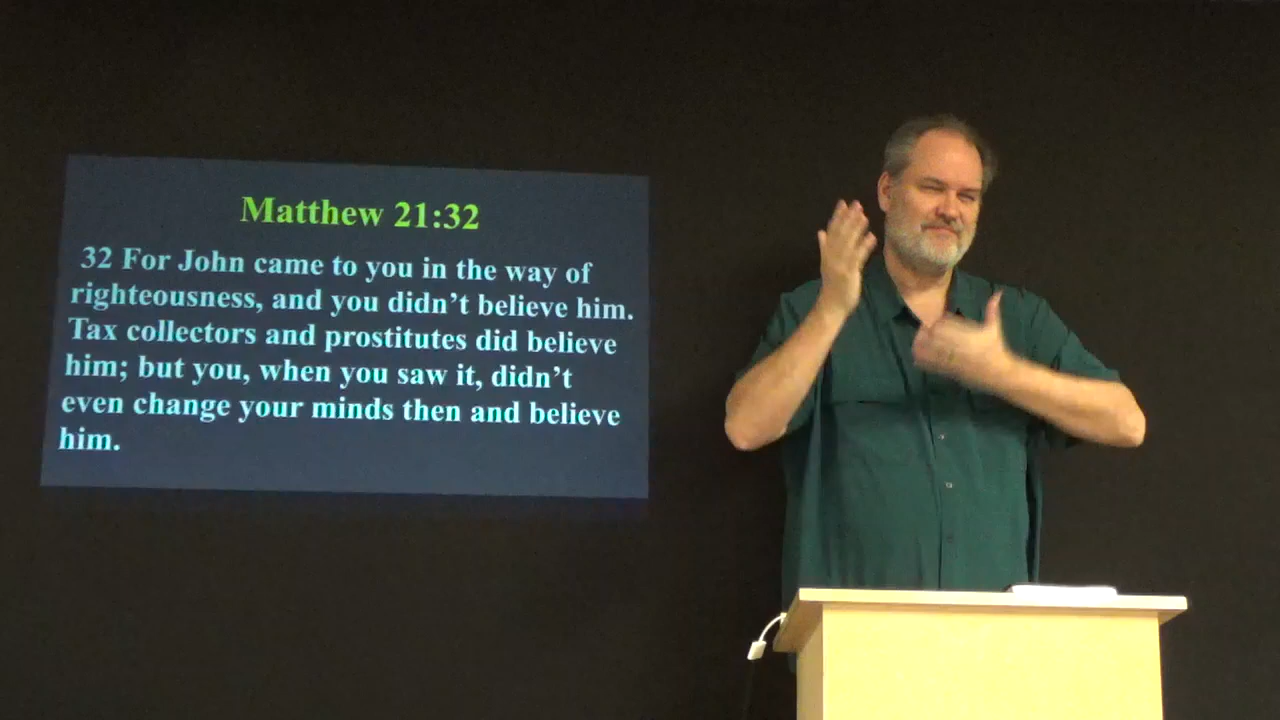 Matthew 21:32
32 For John came to you in the way of
righteousness, and you didn't believe him.
Tax collectors and prostitutes did believe
him; but you, when you saw it, didn't
even change your minds then and believe
him.